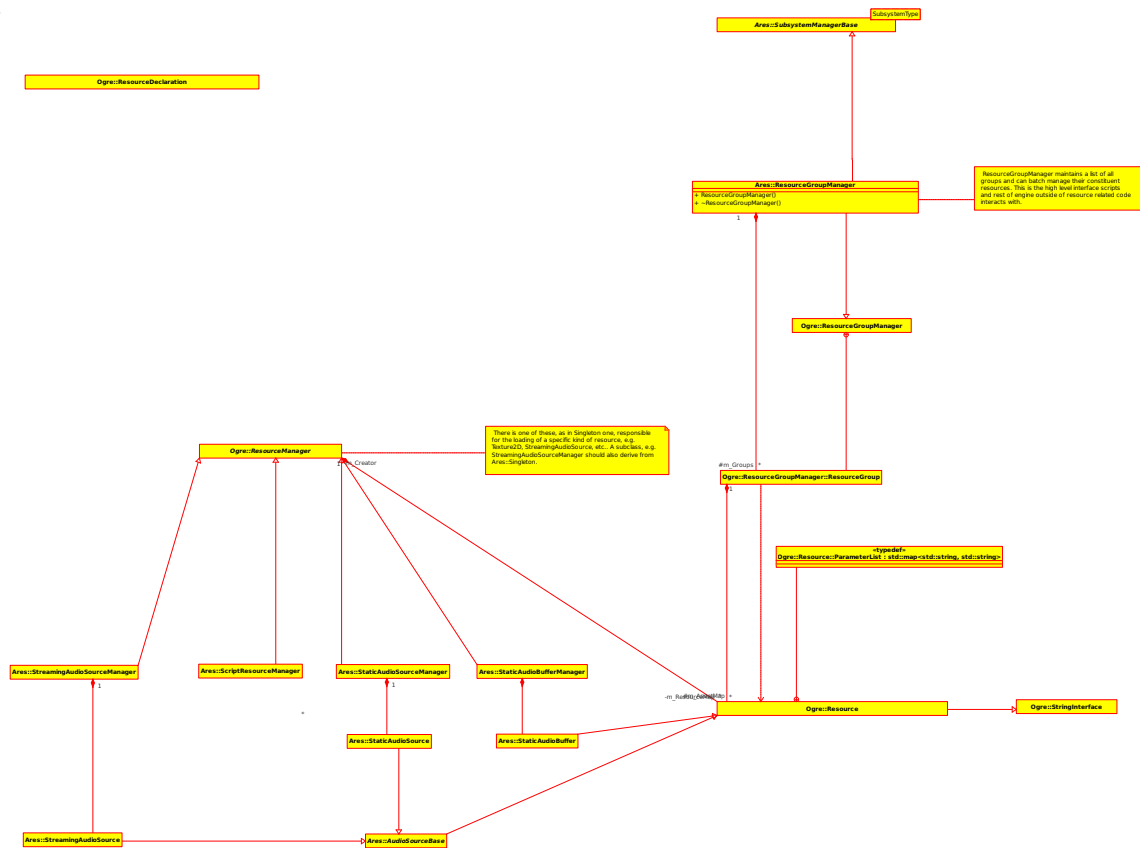 SubsystemType
Ares::SubsystemManagerBase
Ogre::ResourceDeclaration
Ares::ResourceGroupManager
+ ResourceGroupManager()
+ ~ResourceGroupManager()
ResourceGroupManager maintains a list of all
groups and can batch manage their constituent
resources. This is the high level interface scripts
and rest of engine outside of resource related code
interacts with.
1
Ogre::ResourceGroupManager
There is one of these, as in Singleton one, responsible
for the loading of a specific kind of resource, e.g.
Texture2D, StreamingAudioSource, etc.. A subclass, e.g.
StreamingAudioSourceManager should also derive from
Ares::Singleton.
Ogre::ResourceManager
#m_Groups *
Ogre::ResourceGroupManager::ResourceGroup
1
«typedef»
Ogre::Resource::ParameterList : std::map<std::string, std::string>
Ares::StreamingAudioSourceManager
Ares::ScriptResourceManager
Ares::StaticAudioSourceManager
Ares::StaticAudioBufferManager
1
1
*
*
Ogre::Resource
Ogre::StringInterface
Ares::StaticAudioSource
Ares::StaticAudioBuffer
Ares::StreamingAudioSource
Ares::AudioSourceBase